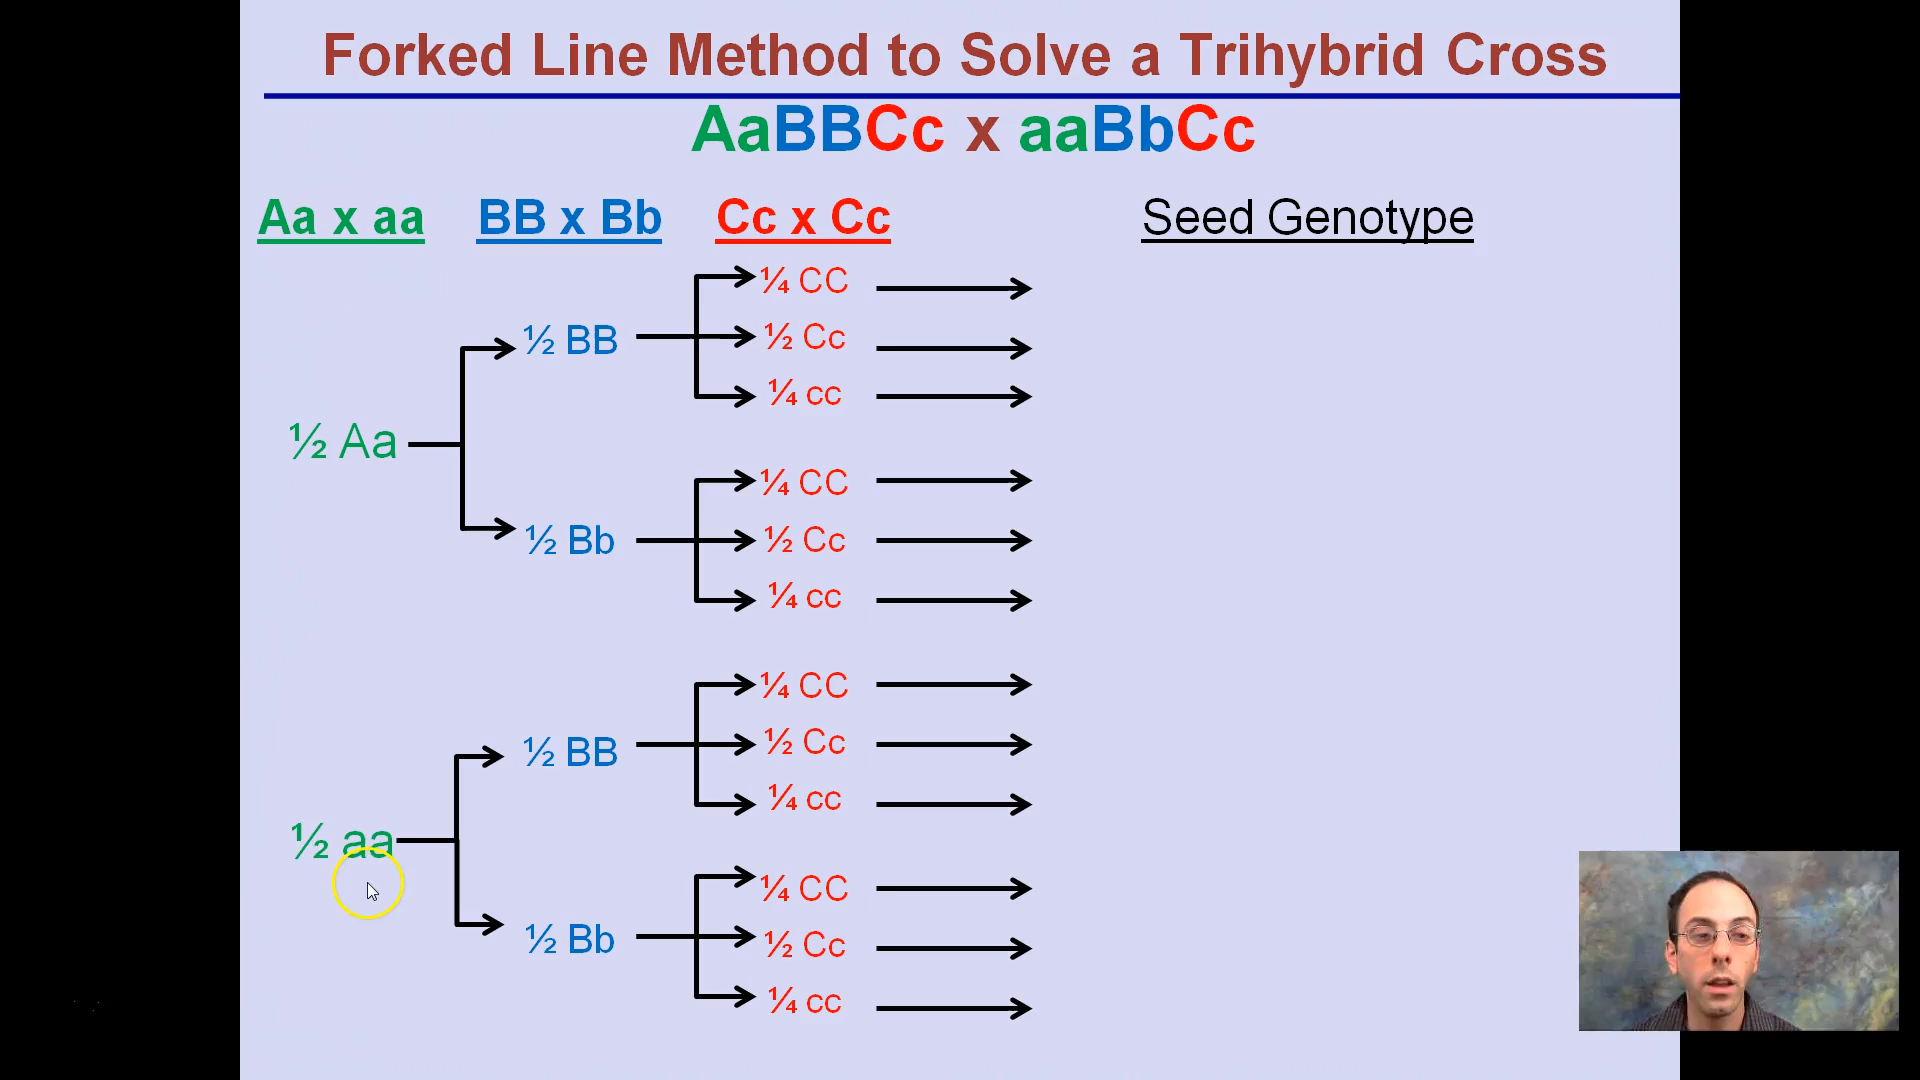 Forked Line Method to Solve a Trihybrid Cross
AaBBCc x aaBbCc
Aa x aa BB x Bb Cc x Cc Seed Genotype
¼ CC
½ BB ½ Cc
¼ cc
½ Aa
¼ CC
½ Bb ½ Cc
¼ cc
¼ CC
½ BB ½ Cc
¼ cc
½ aa
¼ CC
½ Bb ½ Cc
¼ cc